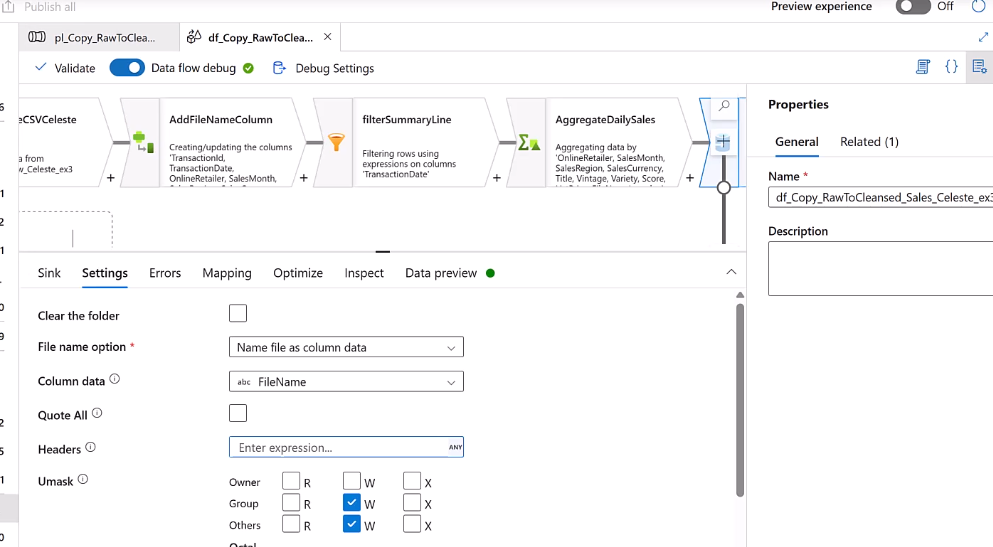 Publish all
Preview experience
Off
pl_Copy_RawToClea...
df_Copy_RawToClea...
Validate
Data flow debug
Debug Settings
eCSVCeleste
a from
w_Celeste_ex3
+
AddFileNameColumn
Creating/updating the columns
'TransactionId,
TransactionDate,
OnlineRetailer, SalesMonth,
+
filterSummaryLine
Filtering rows using
expressions on columns
'TransactionDate'
+
AggregateDailySales
Aggregating data by
'OnlineRetailer, SalesMonth,
SalesRegion, SalesCurrency,
Title, Vintage, Variety, Score,
+
Properties
General
Related (1)
Name *
df_Copy_RawToCleansed_Sales_Celeste_ex3
Description
Sink
Settings
Errors
Mapping
Optimize
Inspect
Data preview
Clear the folder
File name option *
Name file as column data
Column data
abc FileName
Quote All
Headers
Enter expression...
ANY
Umask
Owner R W X
Group R W X
Others R W X